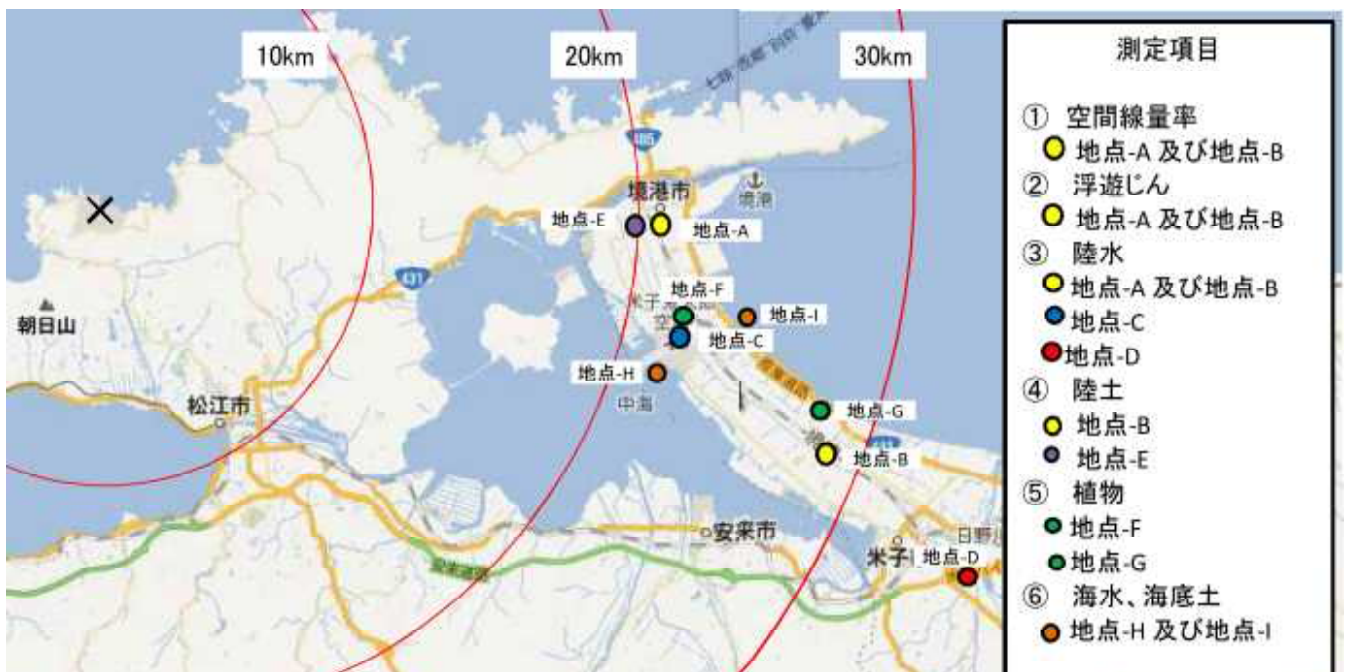 10km
20km
30km
485
境港市
境港
地点-E
地点-A
431
朝日山
地点-F
地点-I
地点-C
地点-H
中海
松江市
地点-G
地点-B
安来市
米子
地点-D
日野
測定項目
① 空間線量率
地点-A 及び地点-B
② 浮遊じん
地点-A 及び地点-B
③ 陸水
地点-A 及び地点-B
地点-C
地点-D
④ 陸土
地点-B
地点-E
⑤ 植物
地点-F
地点-G
⑥ 海水、海底土
地点-H 及び地点-I